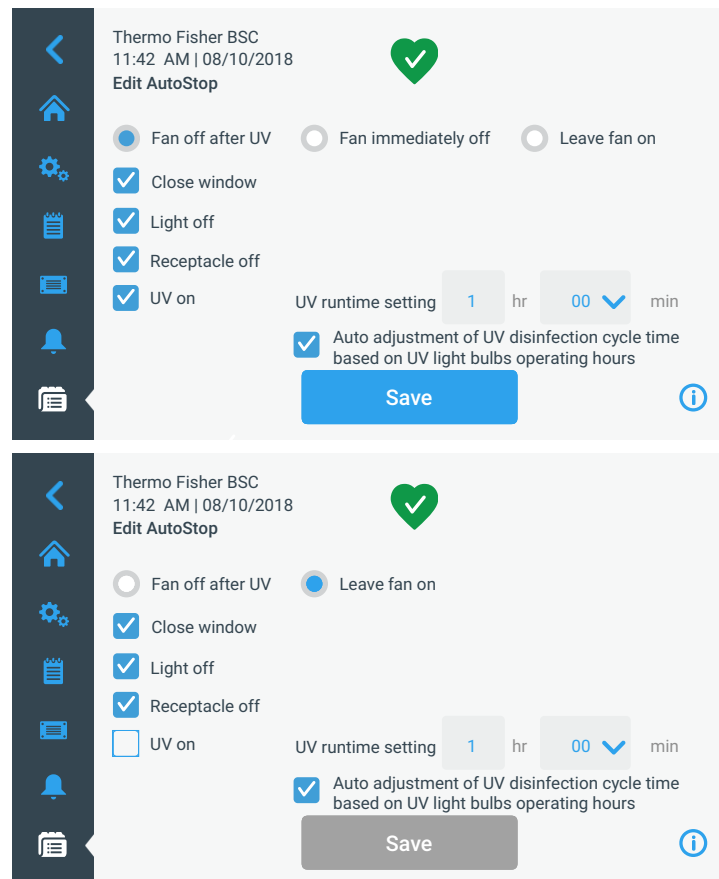 Thermo Fisher BSC
11:42 AM | 08/10/2018
Edit AutoStop
Fan off after UV Fan immediately off Leave fan on
Close window
Light off
Receptacle off
UV on UV runtime setting 1 hr 00 min
Auto adjustment of UV disinfection cycle time
based on UV light bulbs operating hours
Save
Thermo Fisher BSC
11:42 AM | 08/10/2018
Edit AutoStop
Fan off after UV Leave fan on
Close window
Light off
Receptacle off
UV on UV runtime setting 1 hr 00 min
Auto adjustment of UV disinfection cycle time
based on UV light bulbs operating hours
Save